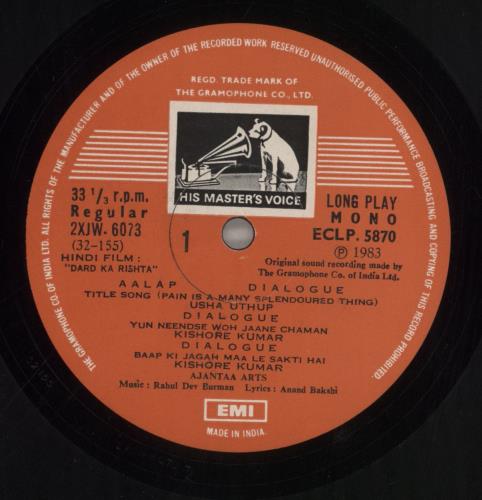 THE GRAMOPHONE CO. OF INDIA LTD. ALL RIGHTS OF THE MANUFACTURER AND OF THE OWNER OF THE RECORDED WORK RESERVED UNAUTHORISED PUBLIC PERFORMANCE BROADCASTING AND COPYING OF THIS RECORD PROHIBITED.
REGD. TRADE MARK OF
THE GRAMOPHONE CO., LTD.
HIS MASTER'S VOICE
33 1/3 r.p.m.
Regular
2XJW. 6073
(32-155)
HINDI FILM :
"DARD KA RISHTA"
1
LONG PLAY
MONO
ECLP. 5870
Ⓟ 1983
Original sound recording made by
The Gramophone Co. of India Ltd.
AALAP DIALOGUE
TITLE SONG (PAIN IS A MANY SPLENDOURED THING)
USHA UTHUP
DIALOGUE
YUN NEENDSE WOH JAANE CHAMAN
KISHORE KUMAR
DIALOGUE
BAAP KI JAGAH MAA LE SAKTI HAI
KISHORE KUMAR
AJANTAA ARTS
Music : Rahul Dev Burman Lyrics : Anand Bakshi
EMI
MADE IN INDIA.